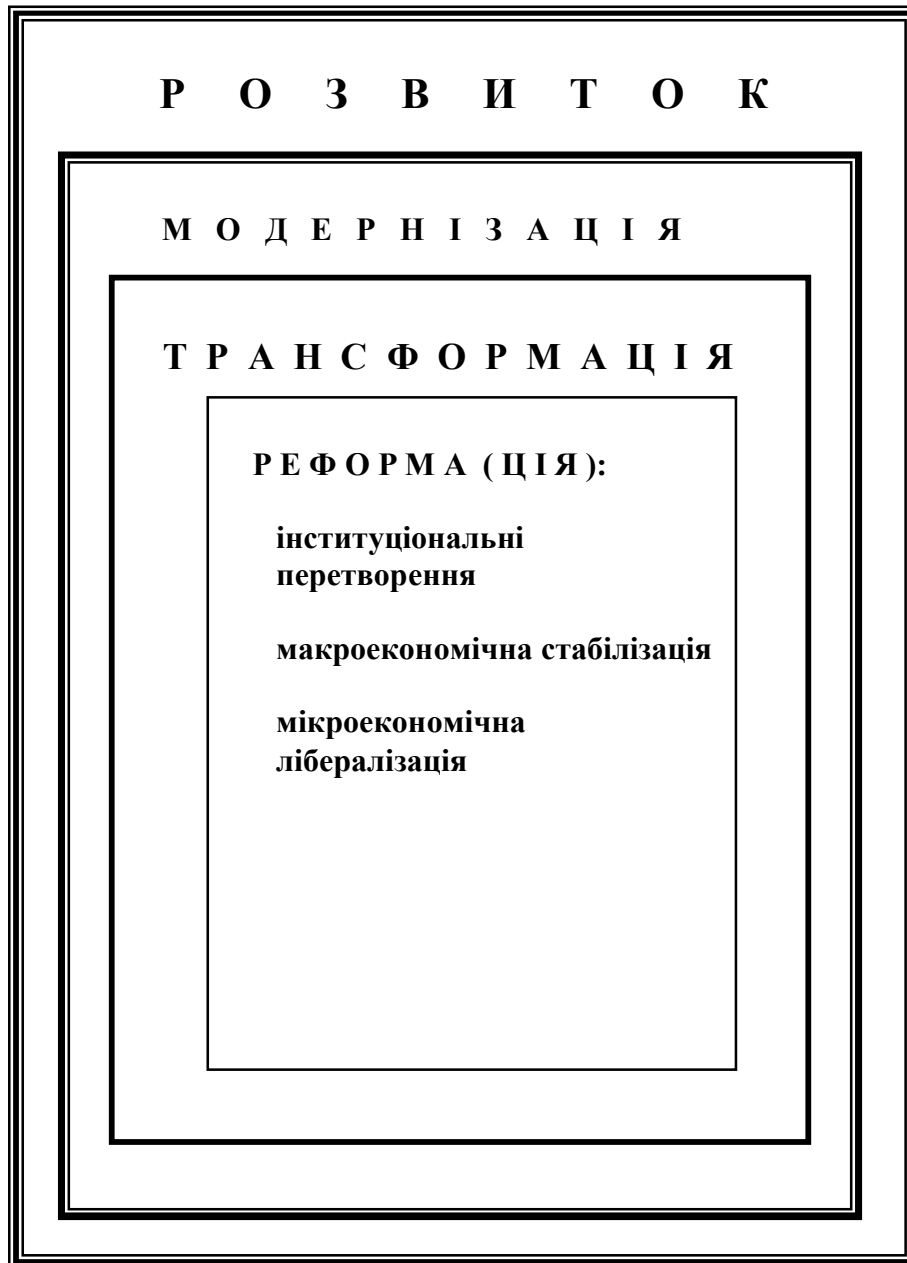 Р О З В И Т О К
М О Д Е Р Н І З А Ц І Я
Т Р А Н С Ф О Р М А Ц І Я
Р Е Ф О Р М А ( Ц І Я ):
інституціональні
перетворення
макроекономічна стабілізація
мікроекономічна
лібералізація